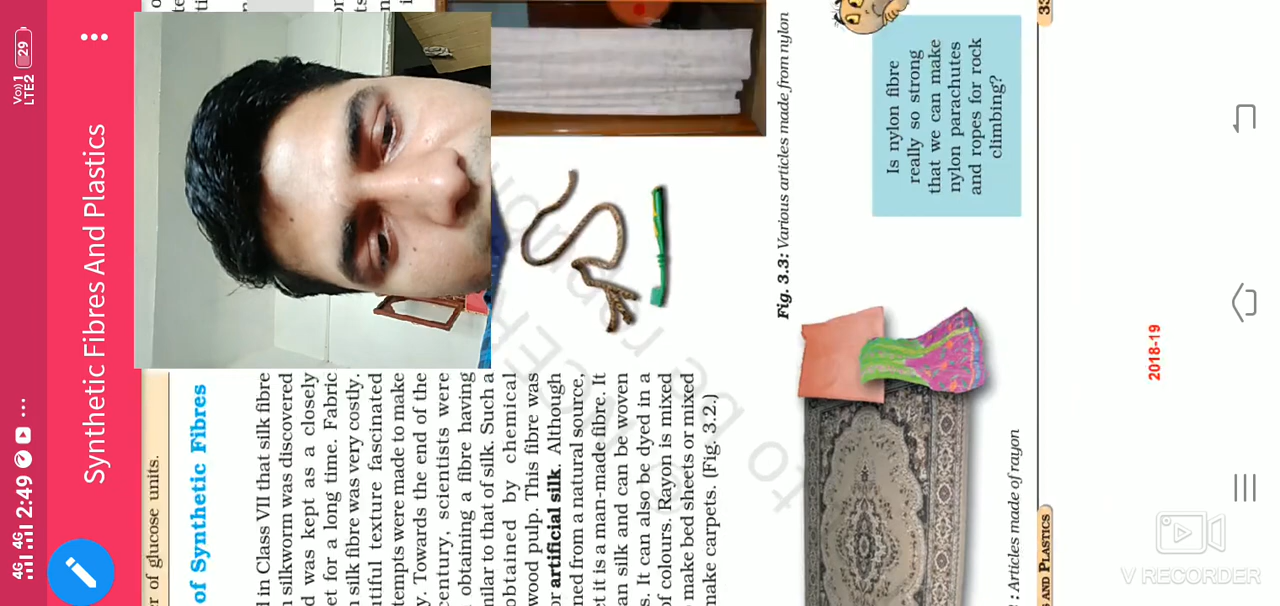 4G 4G 2:49
Vo)) 1
LTE2
29
Synthetic Fibres And Plastics
of glucose units.
of Synthetic Fibres
in Class VII that silk fibre
silkworm was discovered
was kept as a closely
for a long time. Fabric
silk fibre was very costly.
texture fascinated
were made to make
Towards the end of the
century, scientists were
obtaining a fibre having
to that of silk. Such a
obtained by chemical
wood pulp. This fibre was
artificial silk. Although
from a natural source,
it is a man-made fibre. It
silk and can be woven
It can also be dyed in a
of colours. Rayon is mixed
make bed sheets or mixed
make carpets. (Fig. 3.2.)
: Articles made of rayon
Fig. 3.3: Various articles made from nylon
Is nylon fibre
really so strong
that we can make
nylon parachutes
and ropes for rock
climbing?
AND PLASTICS
33
2018-19
V RECORDER